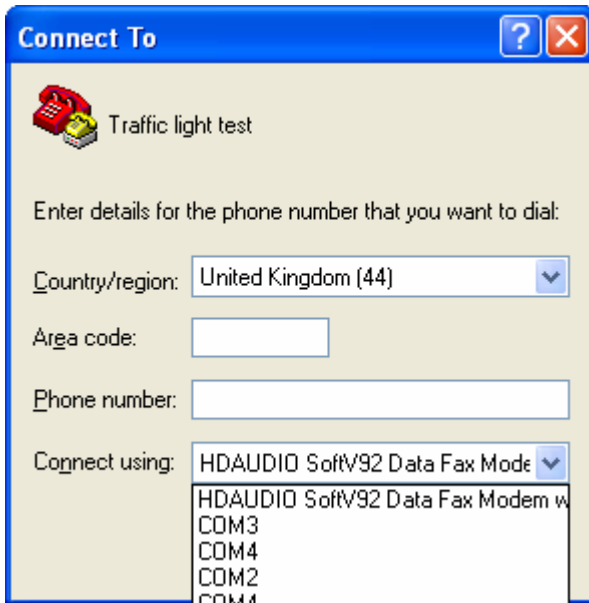 Connect To
Traffic light test
Enter details for the phone number that you want to dial:
Country/region: United Kingdom (44)
Area code:
Phone number:
Connect using: HDAUDIO SoftV92 Data Fax Mode
HDAUDIO SoftV92 Data Fax Modem w
COM3
COM4
COM2
COM4